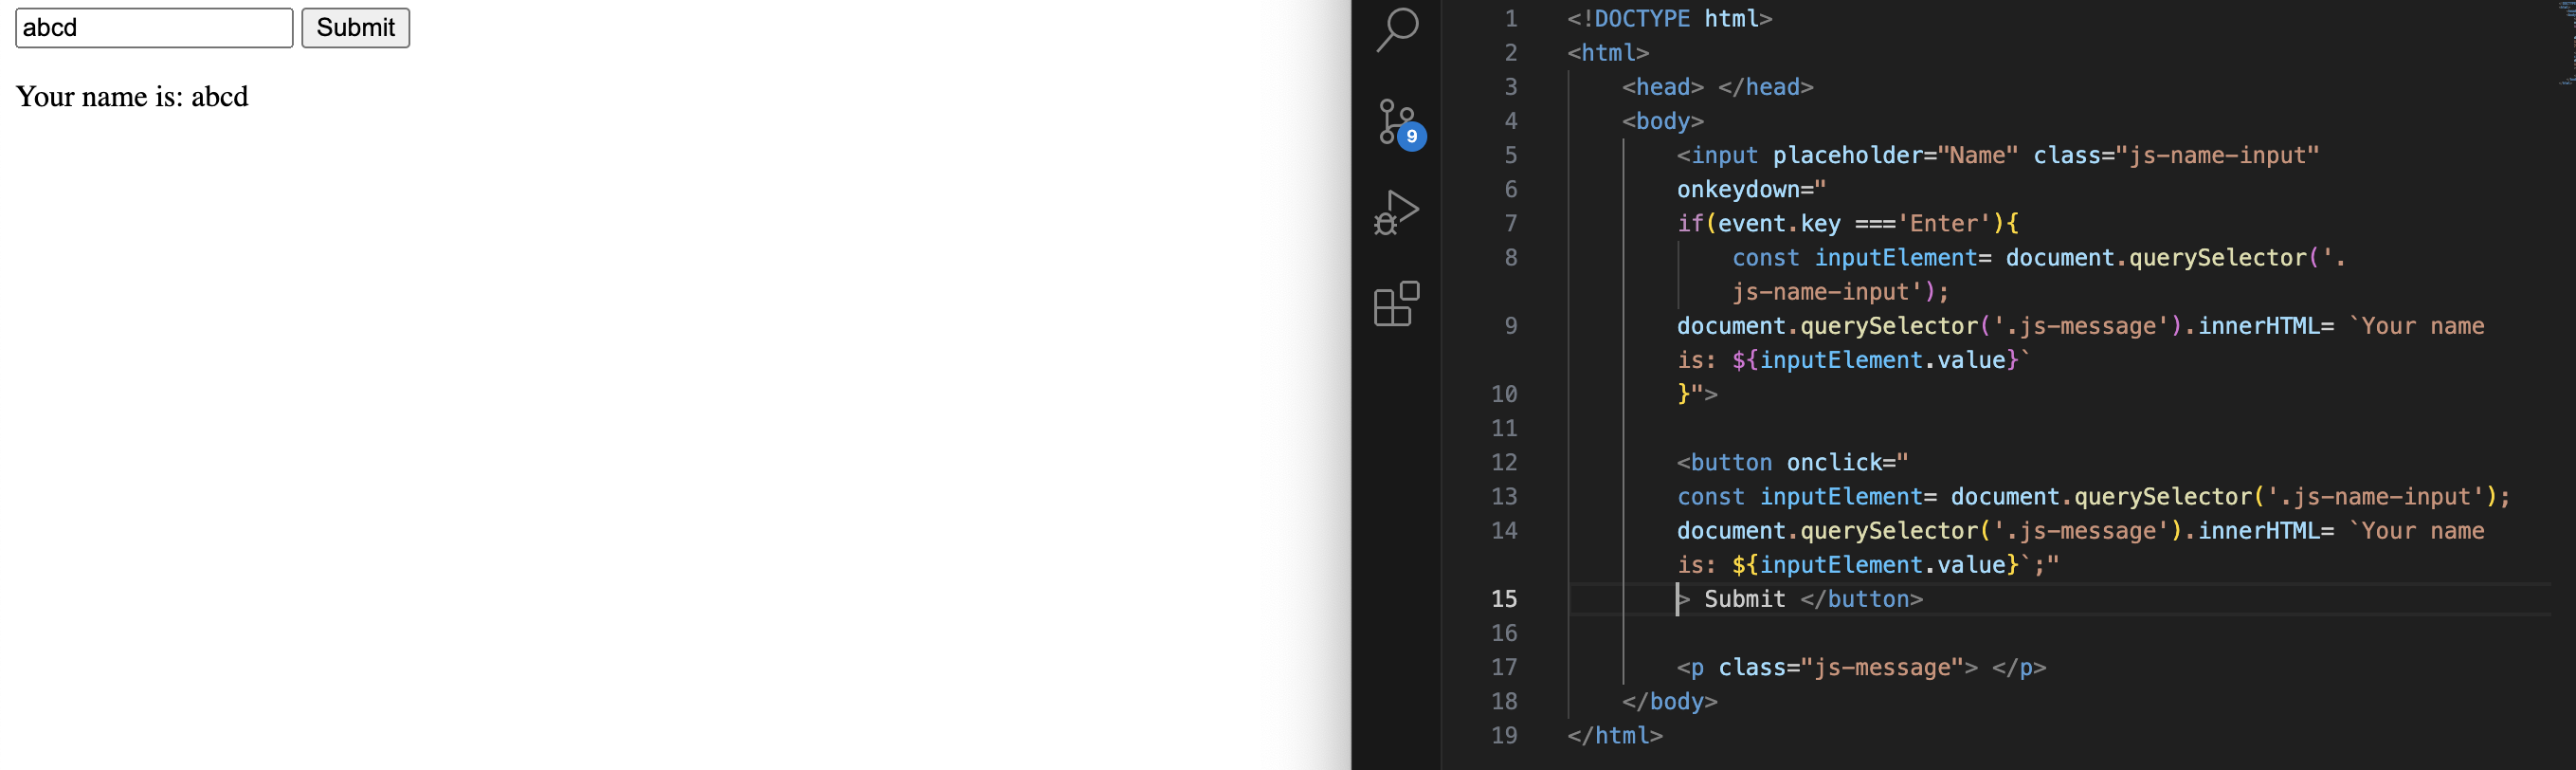 abcd Submit
Your name is: abcd
9
1 <!DOCTYPE html>
2 <html>
3 <head> </head>
4 <body>
5 <input placeholder="Name" class="js-name-input"
6 onkeydown="
7 if(event.key ==='Enter'){
8 const inputElement= document.querySelector('.
js-name-input');
9 document.querySelector('.js-message').innerHTML= `Your name
is: ${inputElement.value}`
10 }">
11
12 <button onclick="
13 const inputElement= document.querySelector('.js-name-input');
14 document.querySelector('.js-message').innerHTML= `Your name
is: ${inputElement.value}`;"
15 > Submit </button>
16
17 <p class="js-message"> </p>
18 </body>
19 </html>